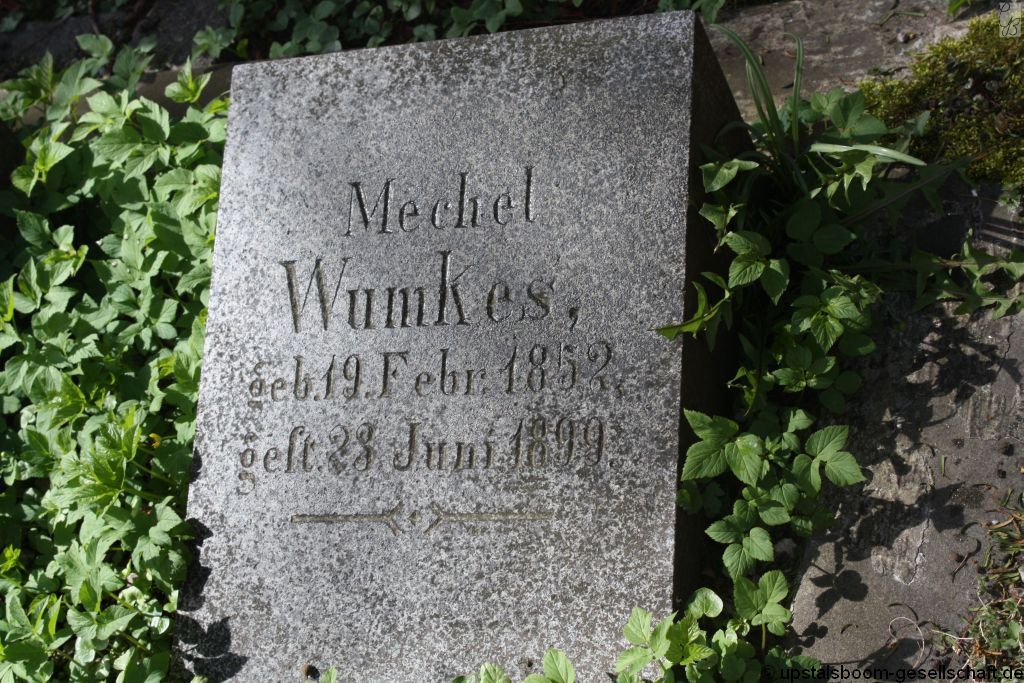 Mechel
Wumkes,
geb. 19. Febr. 1852,
gest. 28. Juni 1899.
© upstalsboom-gesellschaft.de